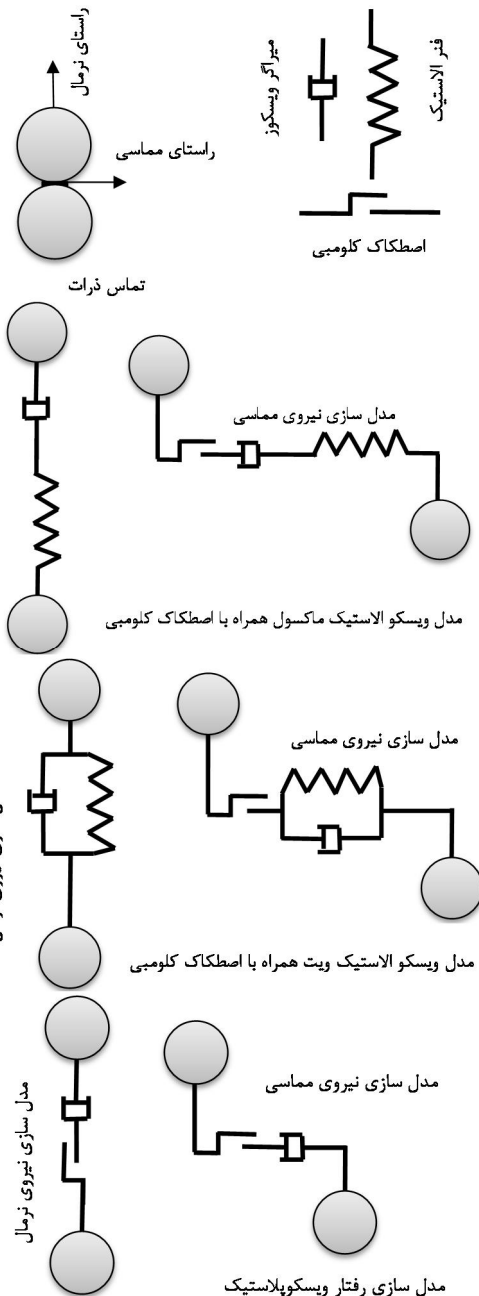 راستای نرمال
میراگر ویسکوز
فنر الاستیک
راستای مماسی
اصطکاک کلومبی
تماس ذرات
مدل سازی نیروی مماسی
مدل ویسکو الاستیک ماکسول همراه با اصطکاک کلومبی
مدل سازی نیروی مماسی
مدل ویسکو الاستیک ویت همراه با اصطکاک کلومبی
مدل سازی نیروی نرمال
مدل سازی نیروی مماسی
مدل سازی رفتار ویسکوپلاستیک